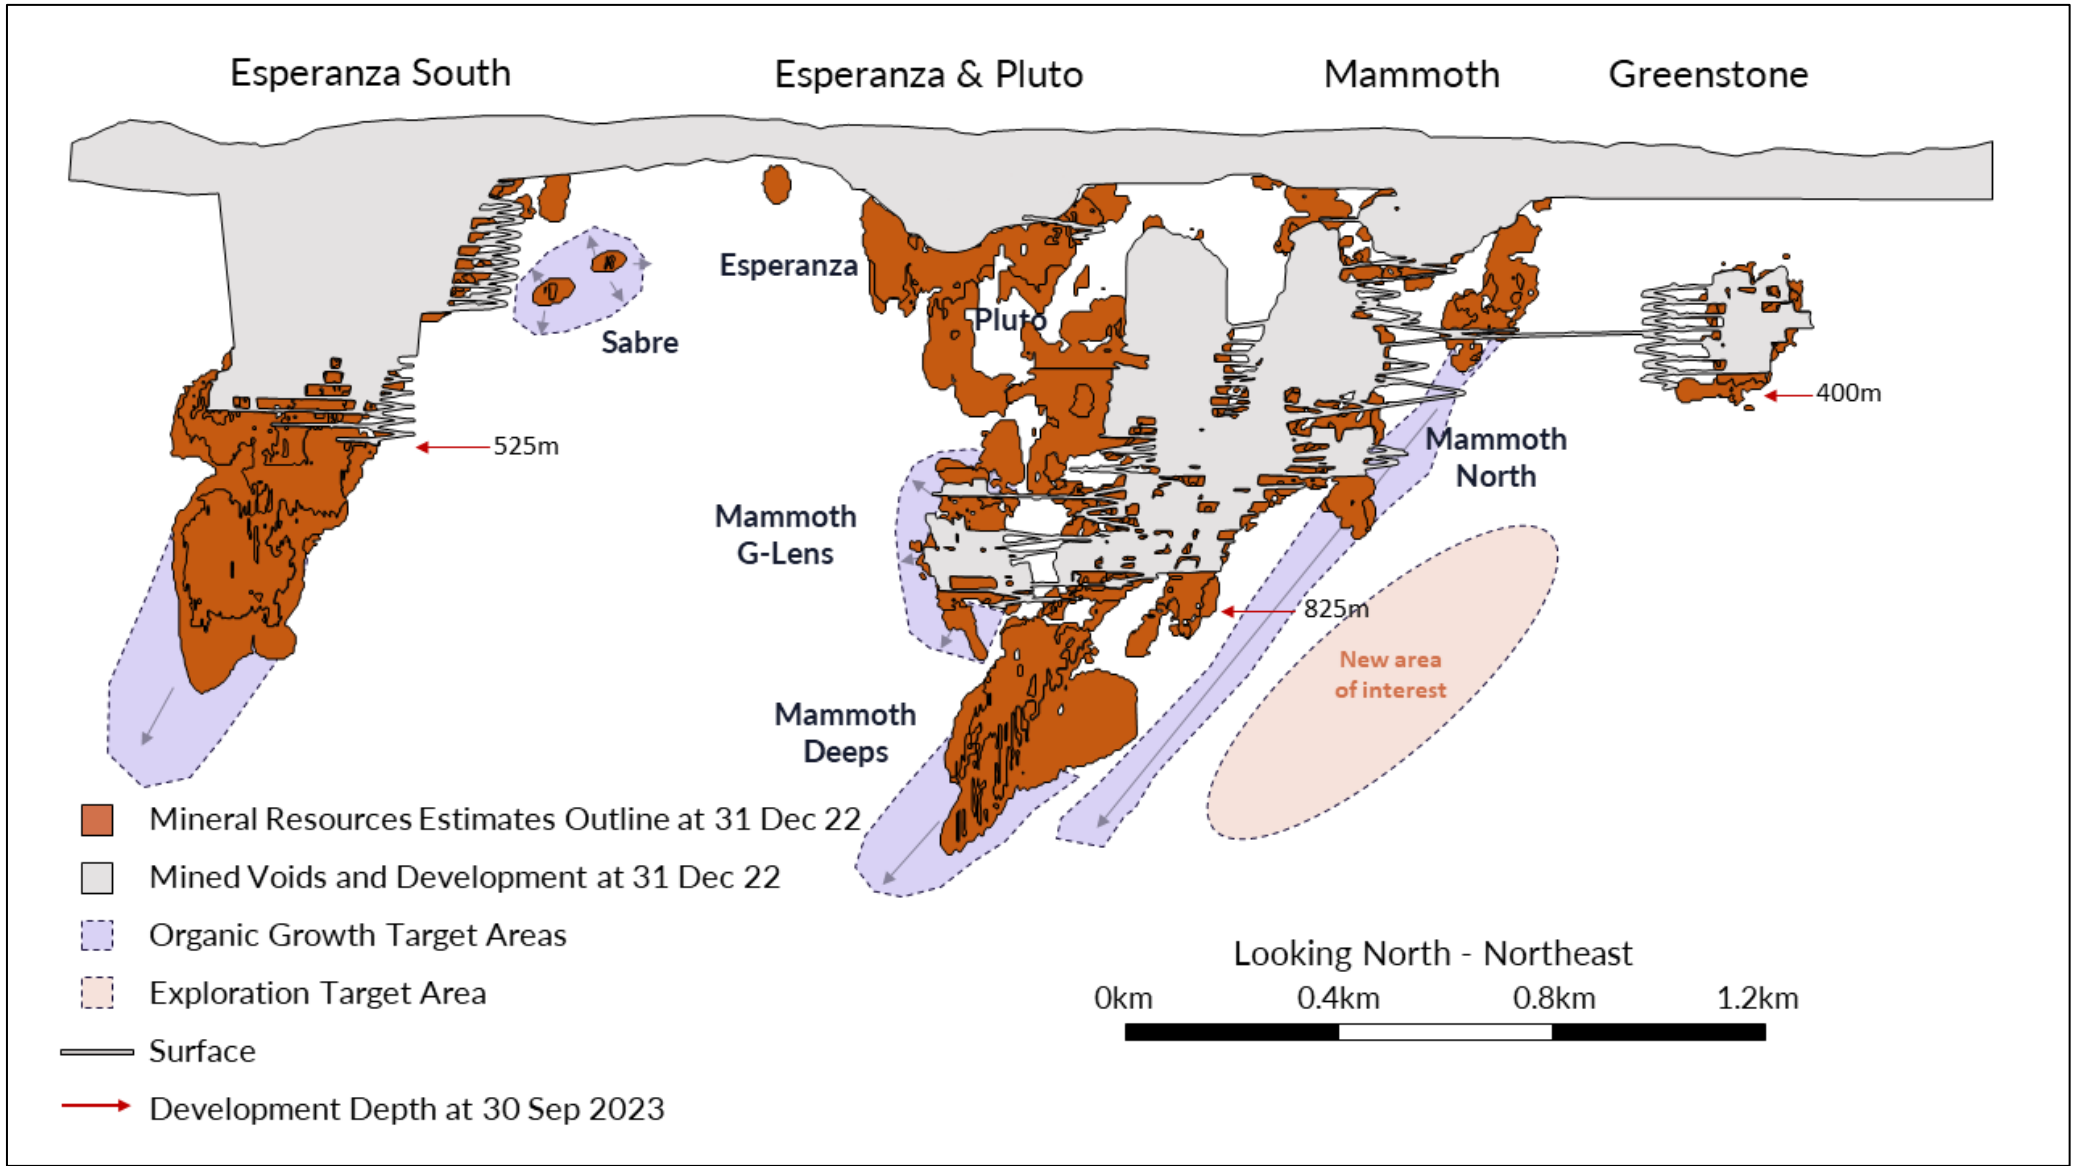 Esperanza South
Esperanza & Pluto
Mammoth
Greenstone
Esperanza
Pluto
Sabre
400m
525m
Mammoth
North
Mammoth
G-Lens
825m
New area
of interest
Mammoth
Deeps
Mineral Resources Estimates Outline at 31 Dec 22
Mined Voids and Development at 31 Dec 22
Organic Growth Target Areas
Exploration Target Area
Surface
Development Depth at 30 Sep 2023
Looking North - Northeast
0km 0.4km 0.8km 1.2km